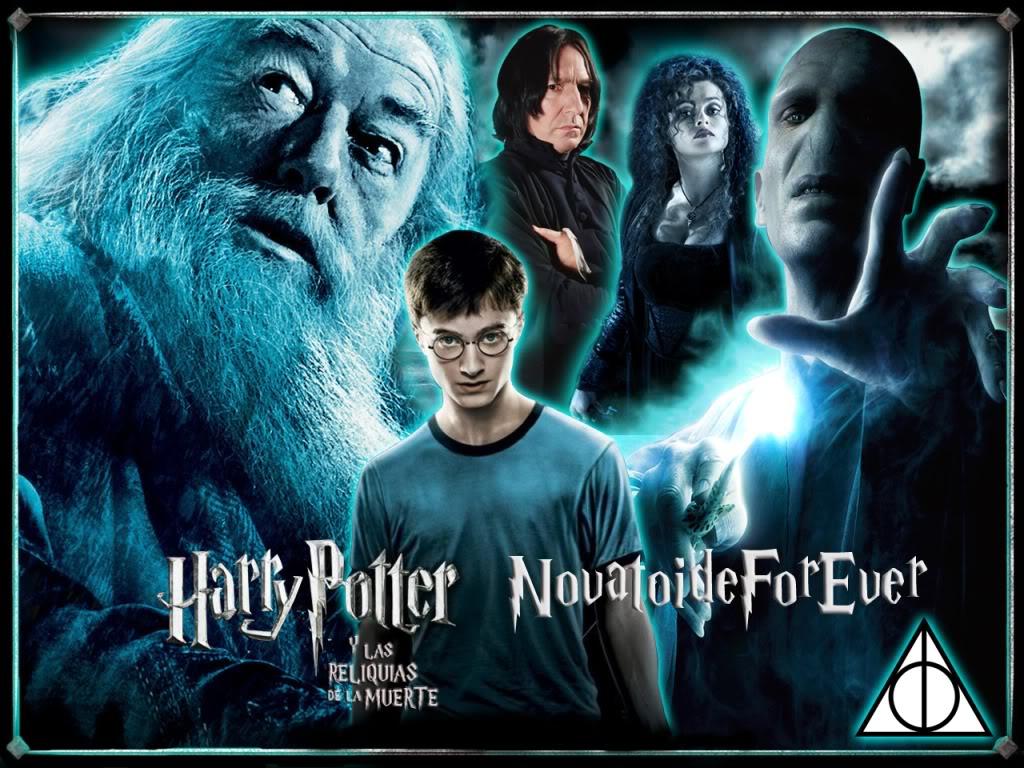 Harry Potter
Y LAS
RELIQUIAS
DE LA MUERTE
NovatoideForEver